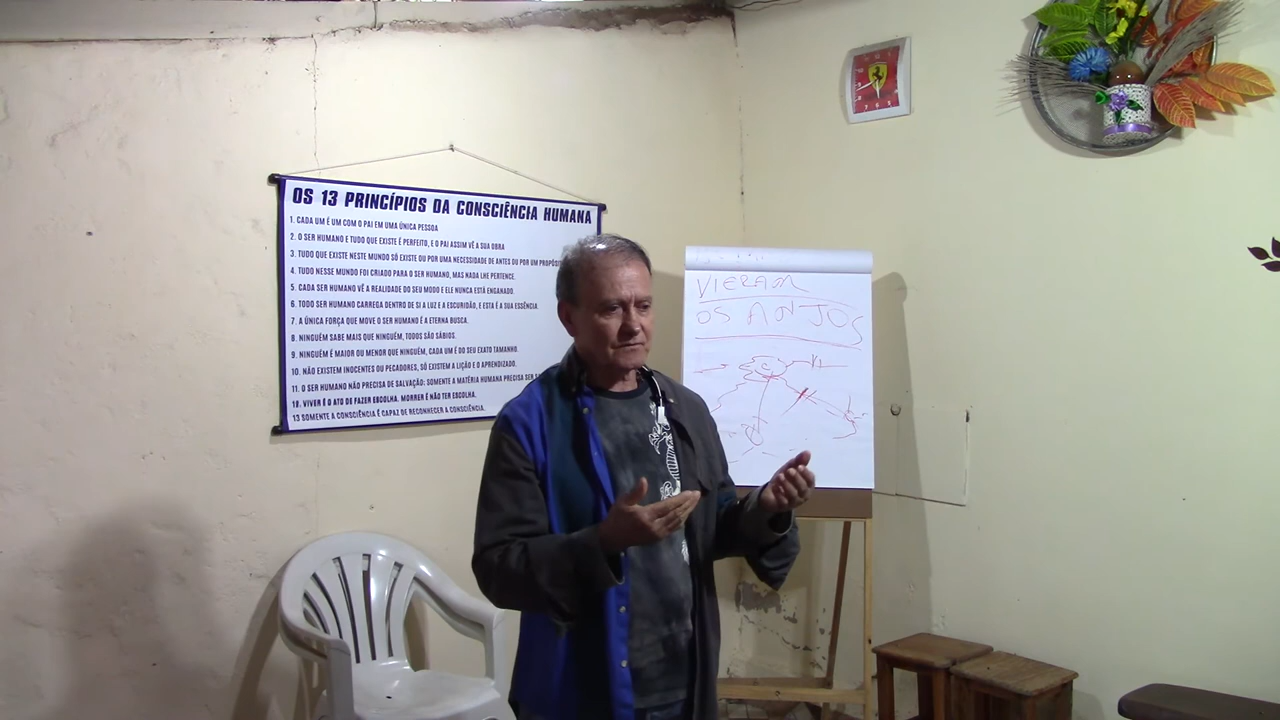 OS 13 PRINCÍPIOS DA CONSCIÊNCIA HUMANA
1. CADA UM É UM COM O PAI EM UMA ÚNICA PESSOA
2. O SER HUMANO E TUDO QUE EXISTE É PERFEITO, E O PAI ASSIM VÊ A SUA OBRA
3. TUDO QUE EXISTE NESTE MUNDO SÓ EXISTE OU POR UMA NECESSIDADE DE ANTES OU POR UM
4. TUDO NESSE MUNDO FOI CRIADO PARA O SER HUMANO, MAS NADA LHE PERTENCE.
5. CADA SER HUMANO VÊ A REALIDADE DO SEU MODO E ELE NUNCA ESTÁ ENGANADO.
6. TODO SER HUMANO CARREGA DENTRO DE SI A LUZ E A ESCURIDÃO, E ESTA É A SUA ESSÊNCIA.
7. A ÚNICA FORÇA QUE MOVE O SER HUMANO É A ETERNA BUSCA.
8. NINGUÉM SABE MAIS QUE NINGUÉM, TODOS SÃO SÁBIOS.
9. NINGUÉM É MAIOR OU MENOR QUE NINGUÉM, CADA UM É DO SEU EXATO TAMANHO.
10. NÃO EXISTEM INOCENTES OU PECADORES, SÓ EXISTEM A LIÇÃO E O APRENDIZADO.
11. O SER HUMANO NÃO PRECISA DE SALVAÇÃO: SOMENTE A MATÉRIA HUMANA PRECISA SER
12. VIVER É O ATO DE FAZER ESCOLHA. MORRER É NÃO TER ESCOLHA.
13 SOMENTE A CONSCIÊNCIA É CAPAZ DE RECONHECER A CONSCIÊNCIA.
VIERAM
OS ANJOS